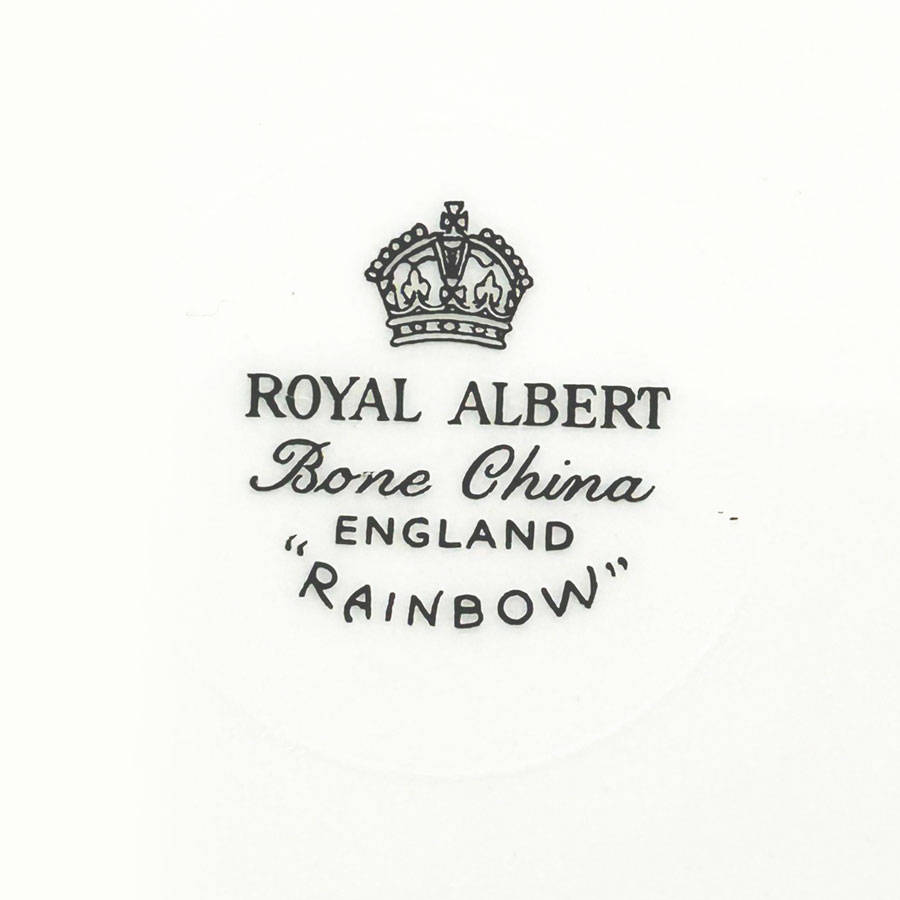 ROYAL ALBERT
Bone China
ENGLAND
“RAINBOW”